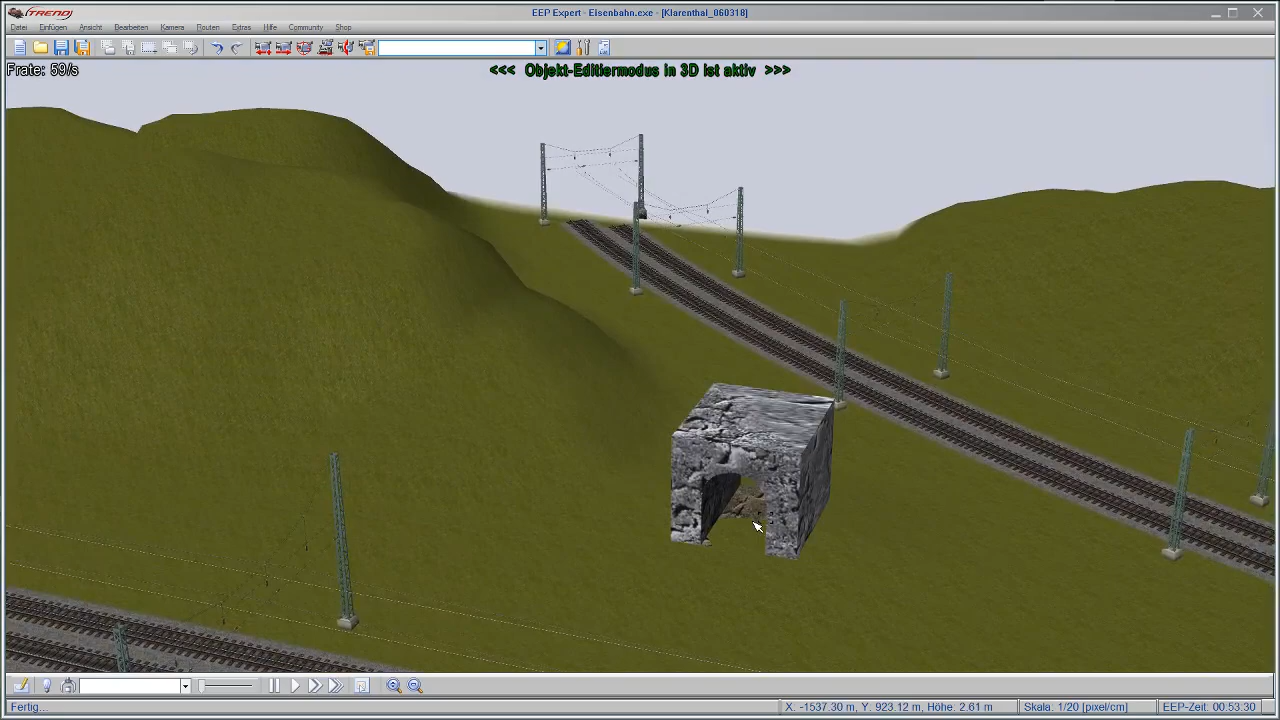 TREND
EEP Expert - Eisenbahn.exe - [Klarenthal_060318]
Datei Einfügen Ansicht Bearbeiten Kamera Routen Extras Hilfe Community Shop
Frate: 59/s
<<< Objekt-Editiermodus in 3D ist aktiv >>>
Fertig...
X: -1537.30 m, Y: 923.12 m, Höhe: 2.61 m
Skala: 1/20 [pixel/cm]
EEP-Zeit: 00:53:30